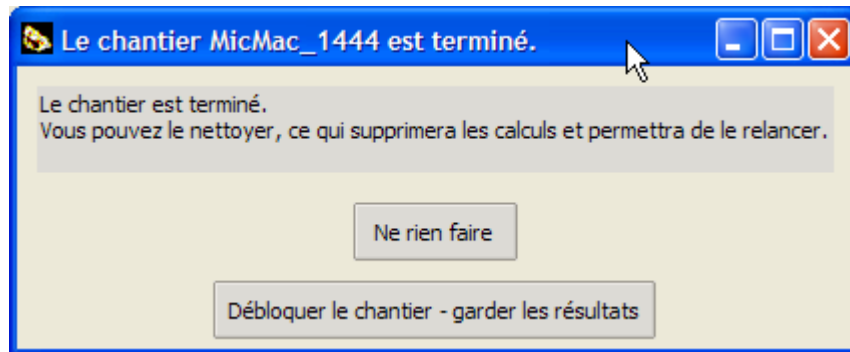 Le chantier MicMac_1444 est terminé.
Le chantier est terminé.
Vous pouvez le nettoyer, ce qui supprimera les calculs et permettra de le relancer.
Ne rien faire
Débloquer le chantier - garder les résultats